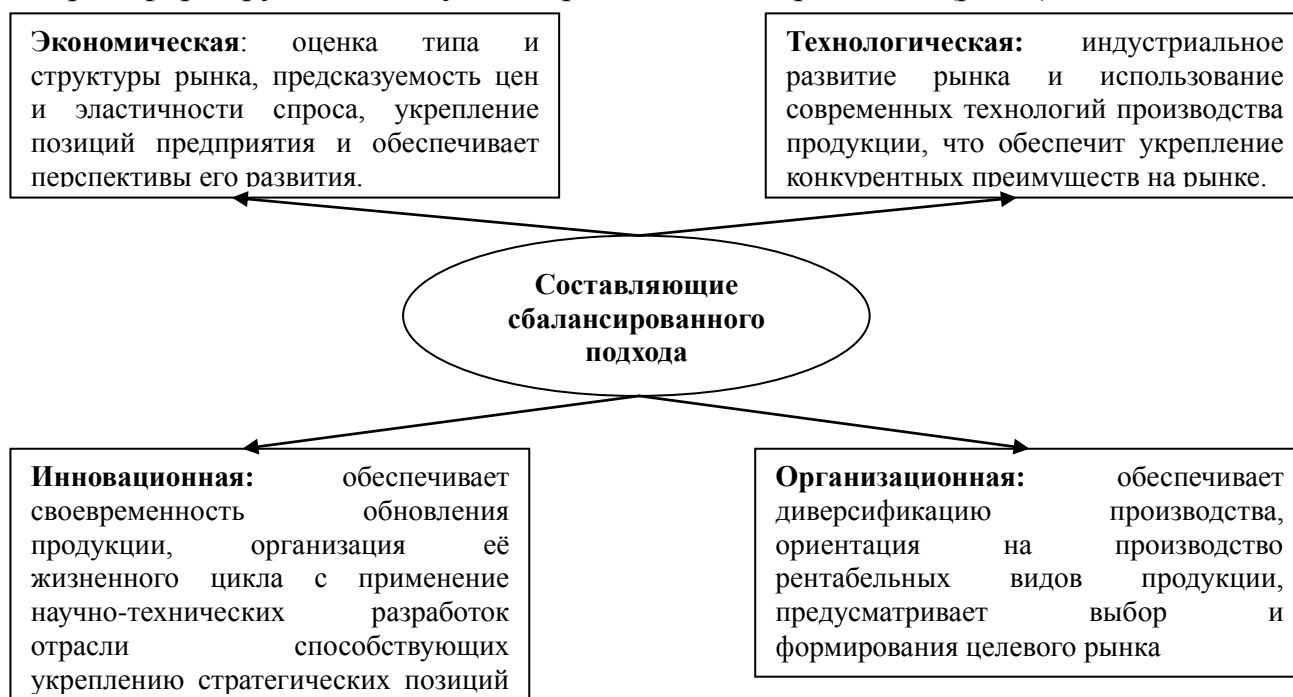 Экономическая: оценка типа и
структуры рынка, предсказуемость цен
и эластичности спроса, укрепление
позиций предприятия и обеспечивает
перспективы его развития.
Технологическая: индустриальное
развитие рынка и использование
современных технологий производства
продукции, что обеспечит укрепление
конкурентных преимуществ на рынке.
Составляющие
сбалансированного
подхода
Инновационная: обеспечивает
своевременность обновления
продукции, организация её
жизненного цикла с применение
научно-технических разработок
отрасли способствующих
укреплению стратегических позиций
Организационная: обеспечивает
диверсификацию производства,
ориентация на производство
рентабельных видов продукции,
предусматривает выбор и
формирования целевого рынка